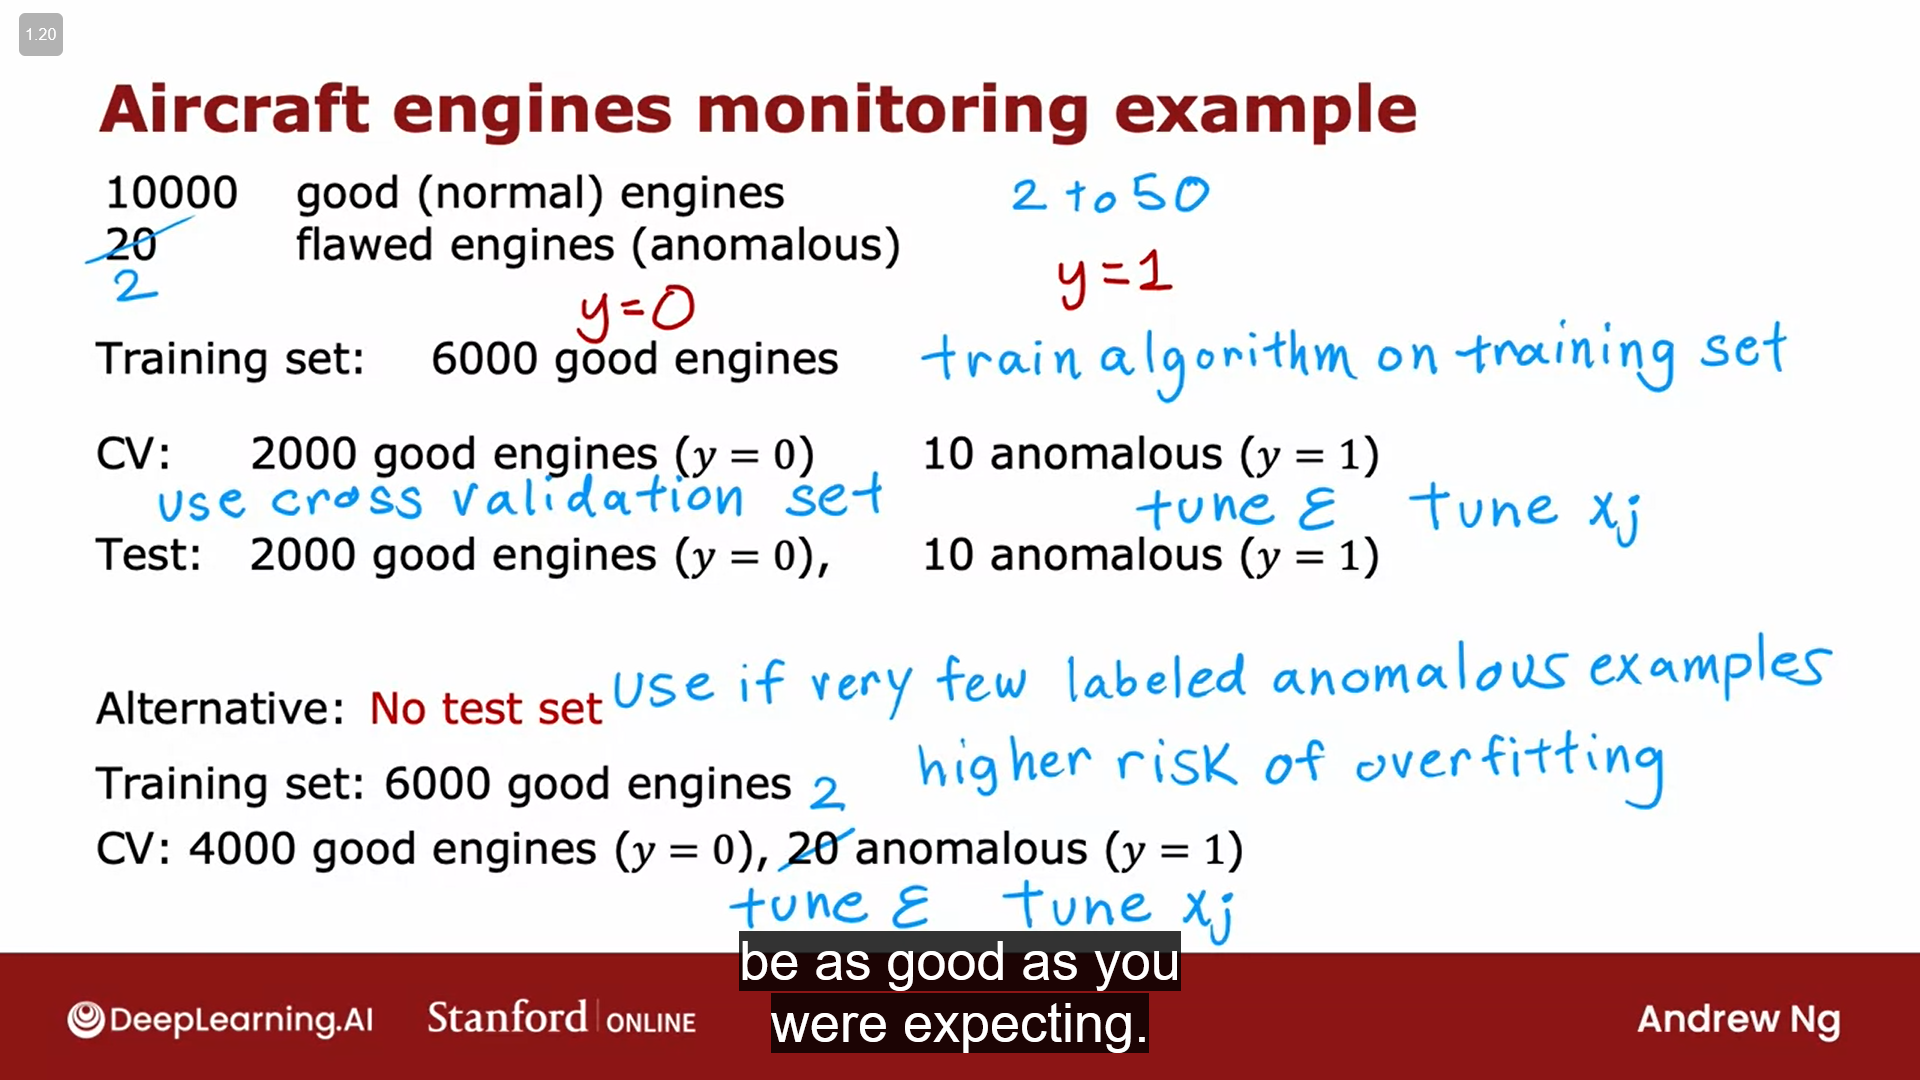 1.20
Aircraft engines monitoring example
10000 good (normal) engines 2 to 50
20 flawed engines (anomalous) y=1
2
y=0
Training set: 6000 good engines train algorithm on training set
CV: 2000 good engines (y = 0) 10 anomalous (y = 1)
use cross validation set tune ε tune xj
Test: 2000 good engines (y = 0), 10 anomalous (y = 1)
Alternative: No test set use if very few labeled anomalous examples
higher risk of overfitting
Training set: 6000 good engines 2
CV: 4000 good engines (y = 0), 20 anomalous (y = 1)
tune ε tune xj
be as good as you
were expecting.
DeepLearning.AI Stanford ONLINE Andrew Ng